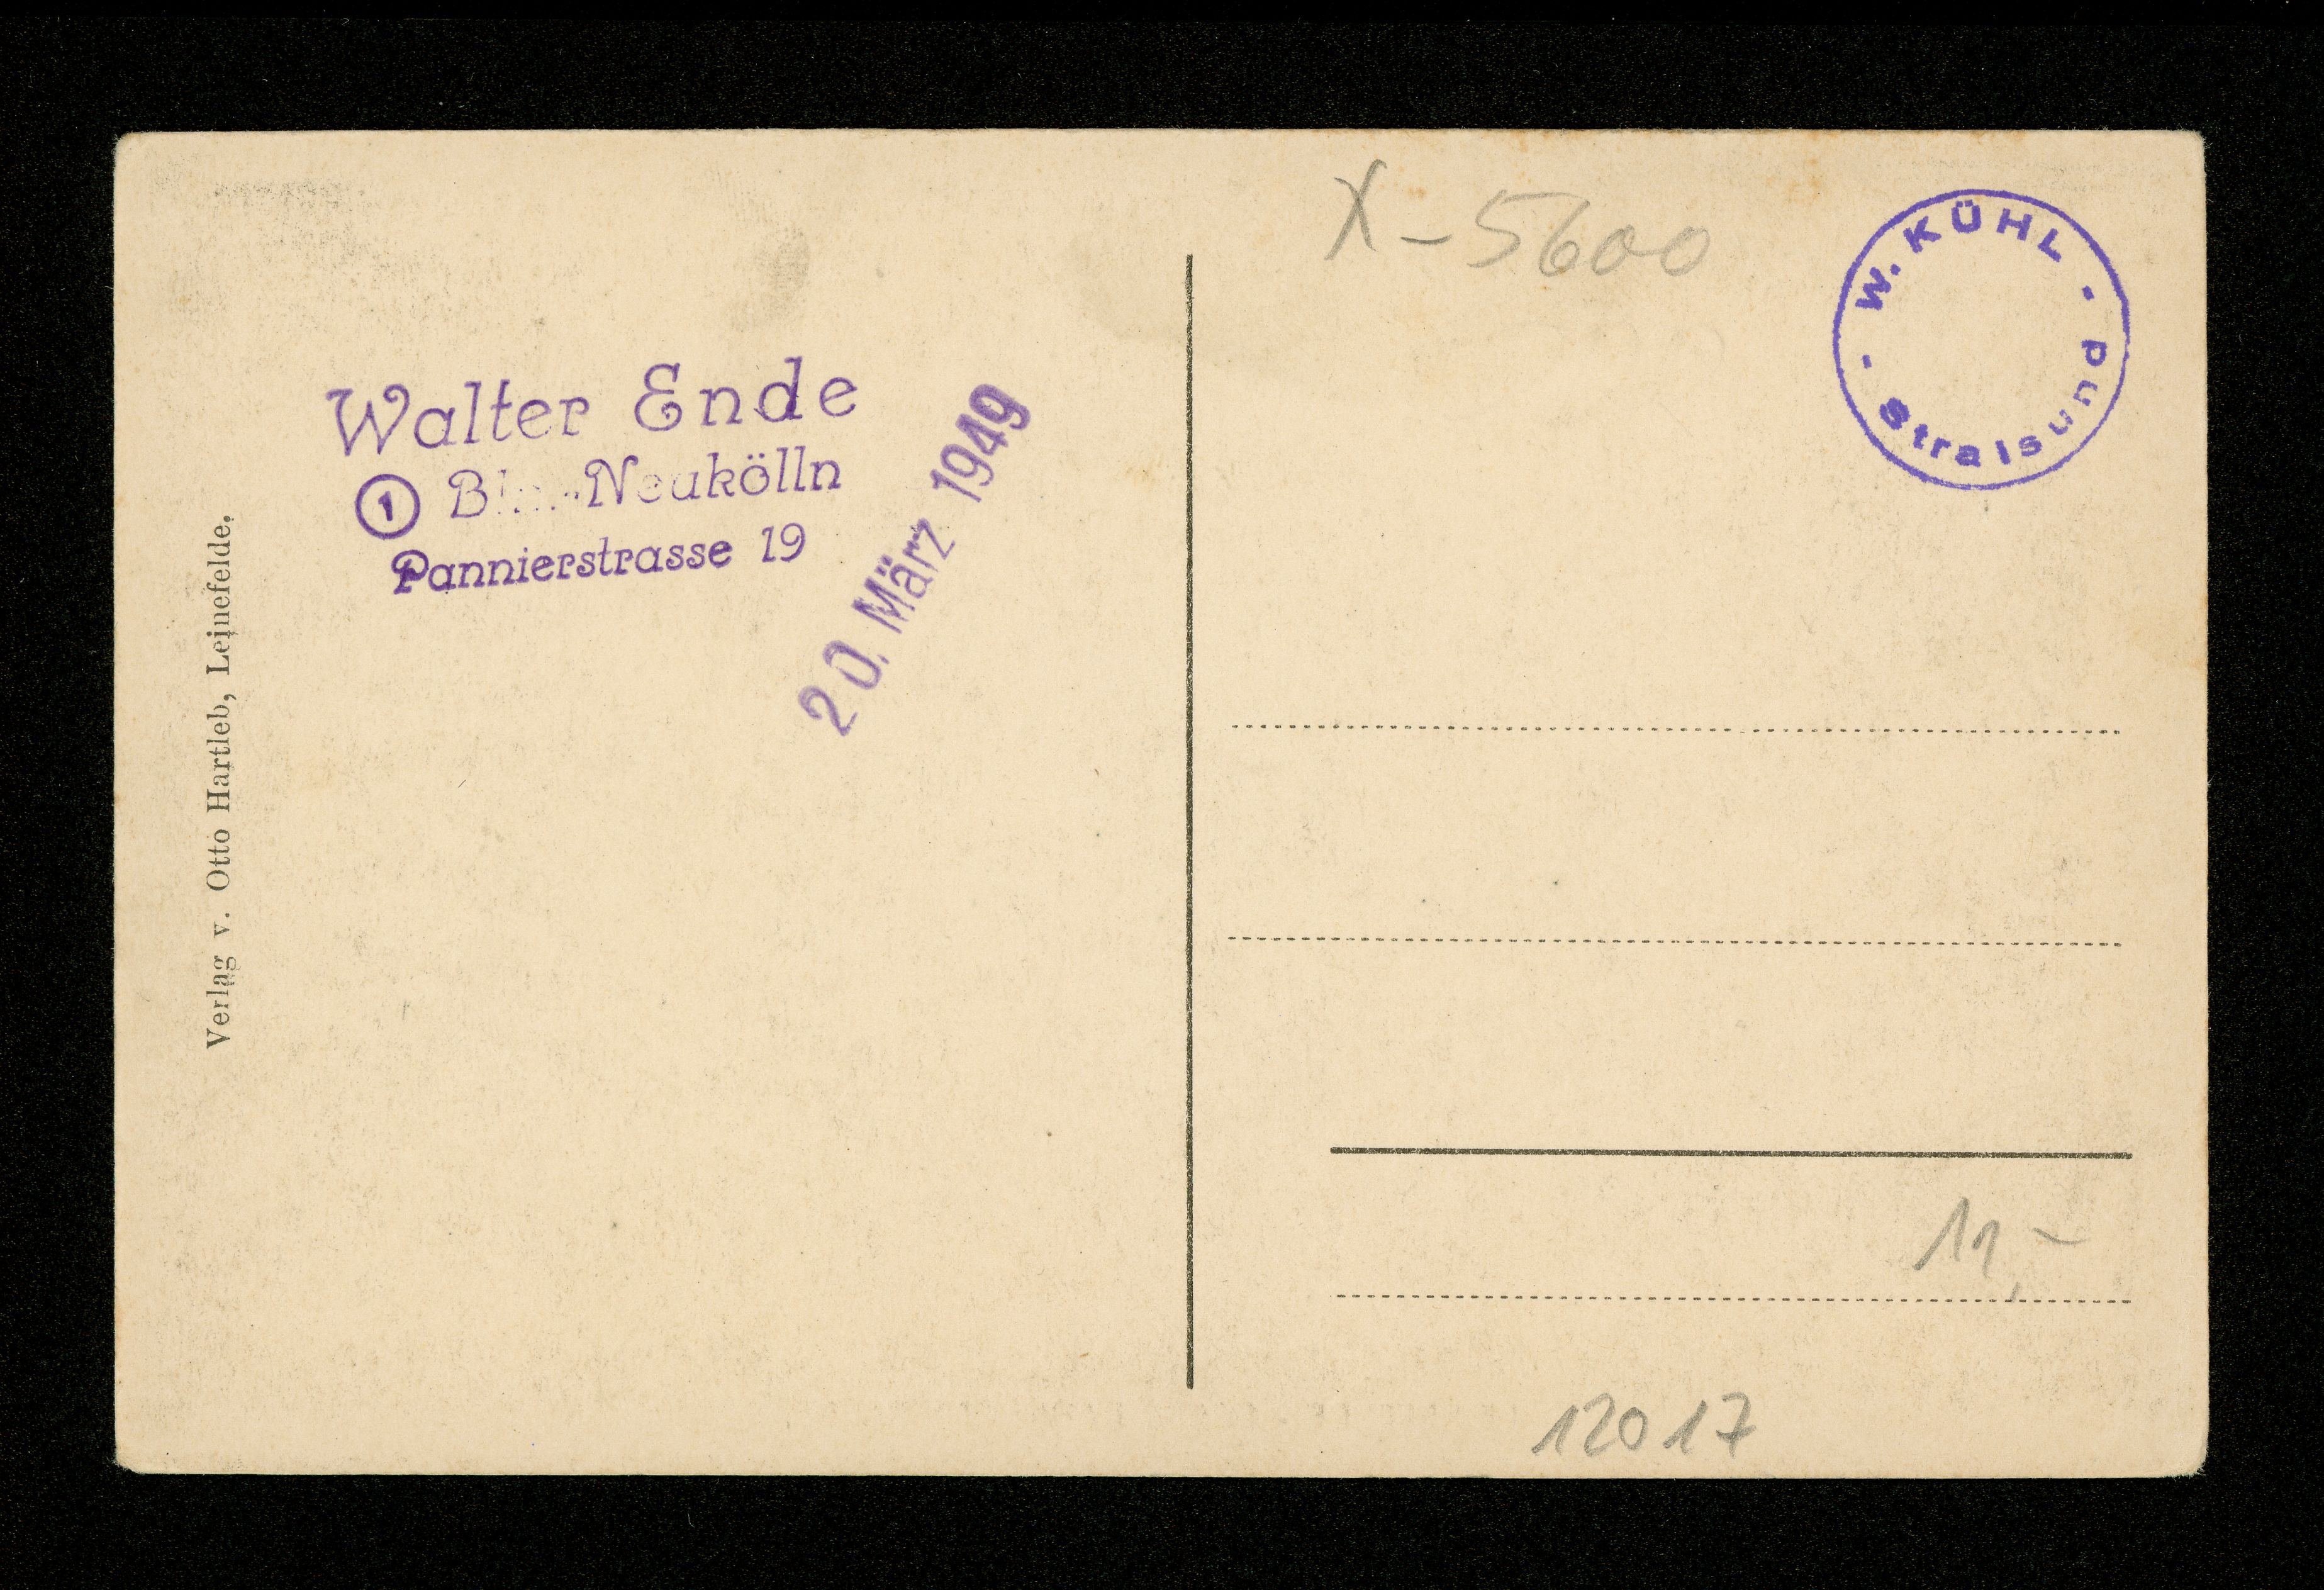 X-5600
W. KÜHL
Stralsund
Walter Ende
1 Neukölln
Pannierstrasse 19
20. März 1949
Verlag v. Otto Hartleb, Leinefelde.
11,-
12017